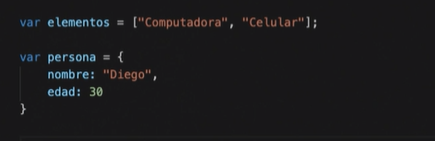 var elementos = ["Computadora", "Celular"];
var persona = {
nombre: "Diego",
edad: 30
}